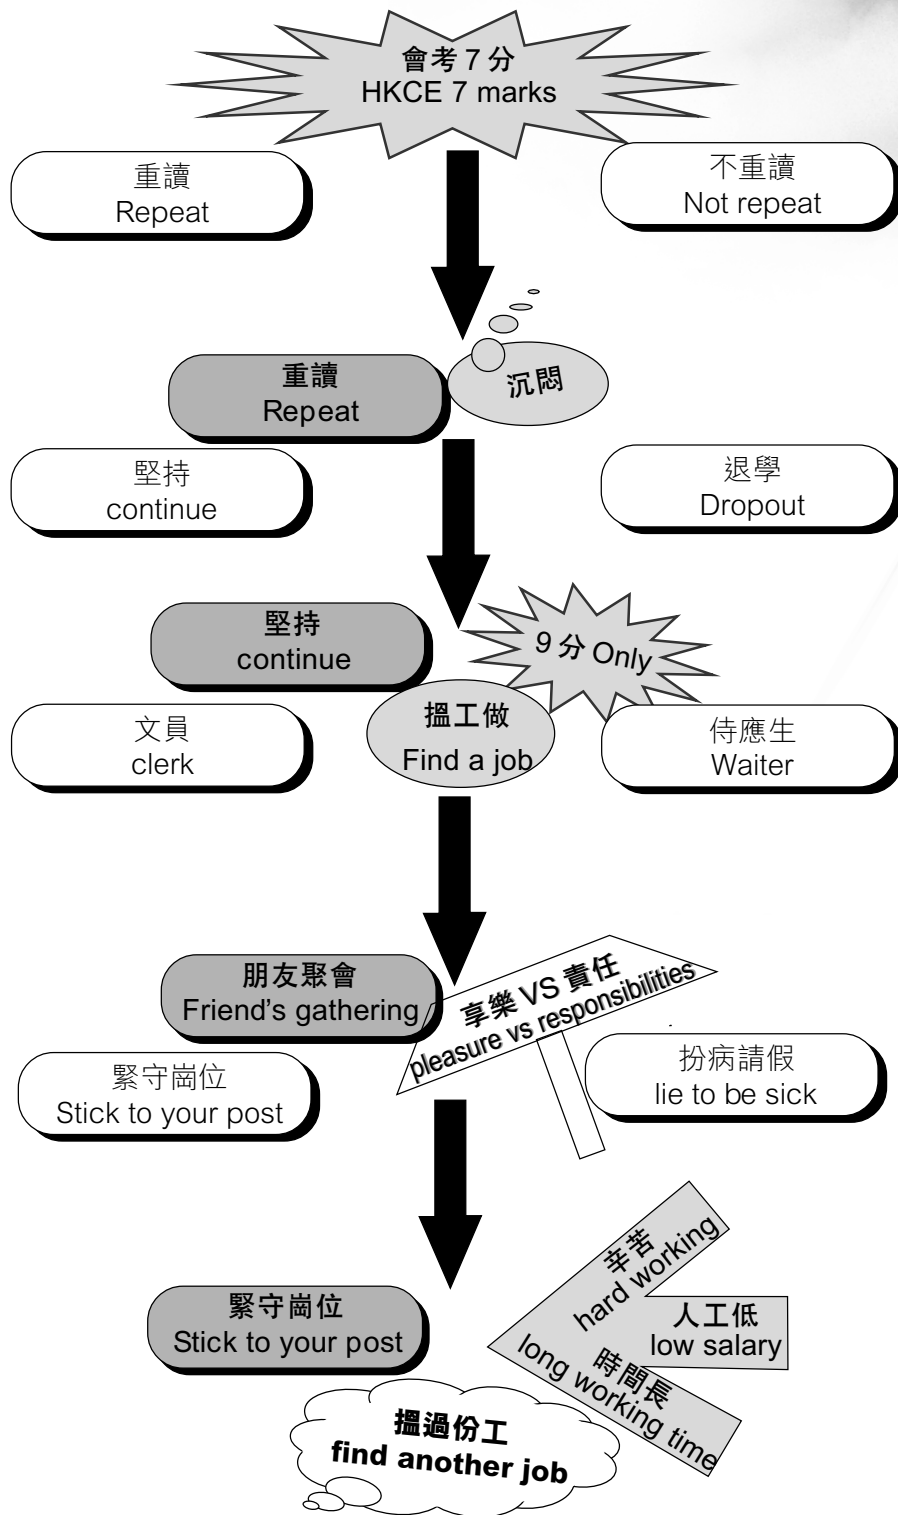 會考 7 分
HKCE 7 marks
重讀
Repeat
不重讀
Not repeat
重讀
Repeat
沉悶
堅持
continue
退學
Dropout
堅持
continue
9 分 Only
搵工做
Find a job
文員
clerk
侍應生
Waiter
朋友聚會
Friend's gathering
享樂 VS 責任
pleasure vs responsibilities
緊守崗位
Stick to your post
扮病請假
lie to be sick
緊守崗位
Stick to your post
辛苦
hard working
人工低
low salary
時間長
long working time
搵過份工
find another job